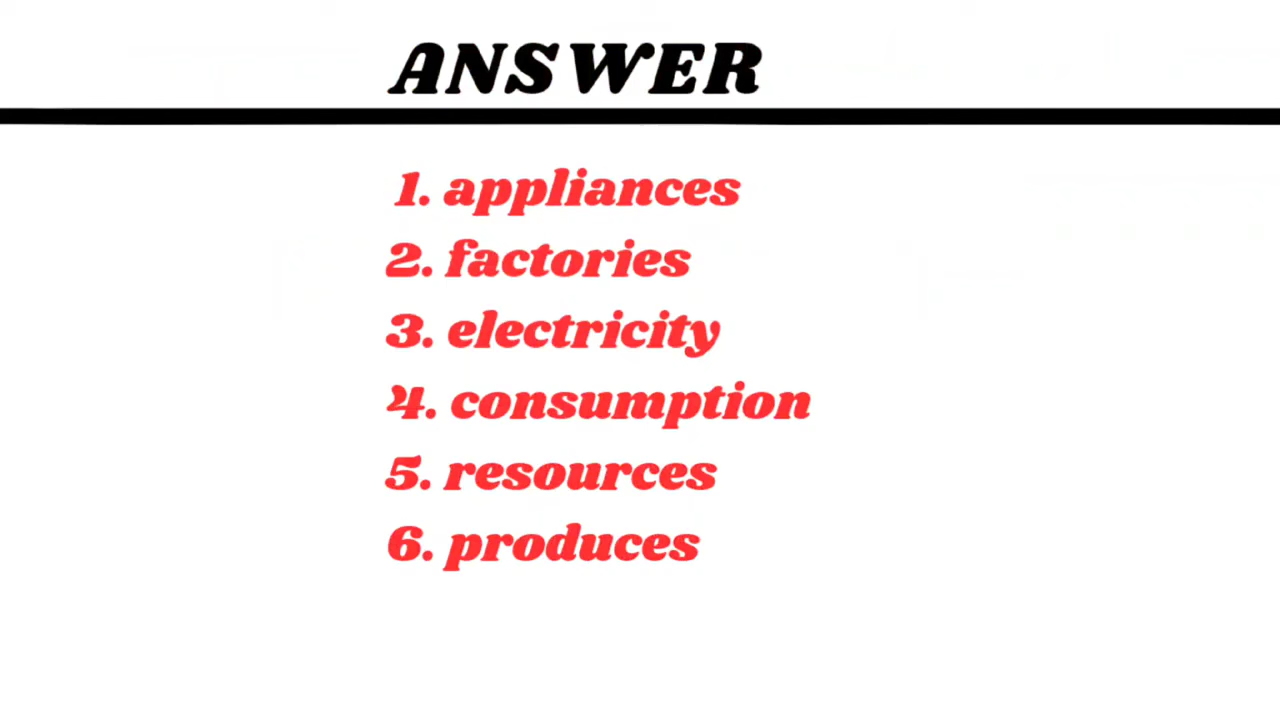 ANSWER
1. appliances
2. factories
3. electricity
4. consumption
5. resources
6. produces